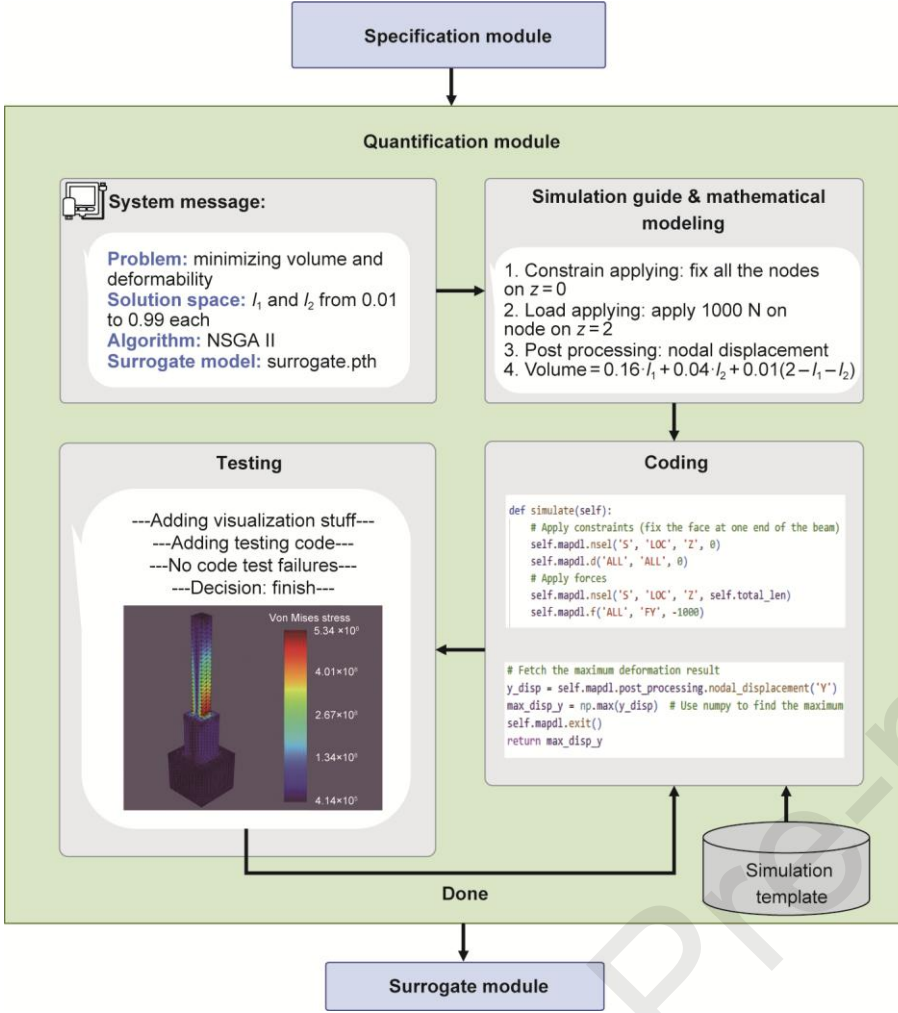 Specification module
Quantification module
System message:
Problem: minimizing volume and
deformability
Solution space: l₁ and l₂ from 0.01
to 0.99 each
Algorithm: NSGA II
Surrogate model: surrogate.pth
Simulation guide & mathematical
modeling
1. Constrain applying: fix all the nodes
on z=0
2. Load applying: apply 1000 N on
node on z=2
3. Post processing: nodal displacement
4. Volume=0.16·l₁+0.04·l₂+0.01(2−l₁−l₂)
Coding
def simulate(self):
# Apply constraints (fix the face at one end of the beam)
self.mapdl.nsel('S', 'LOC', 'Z', 0)
self.mapdl.d('ALL', 'ALL', 0)
# Apply forces
self.mapdl.nsel('S', 'LOC', 'Z', self.total_len)
self.mapdl.f('ALL', 'FY', -1000)
# Fetch the maximum deformation result
y_disp = self.mapdl.post_processing.nodal_displacement('Y')
max_disp_y = np.max(y_disp) # Use numpy to find the maximum
self.mapdl.exit()
return max_disp_y
Testing
---Adding visualization stuff---
---Adding testing code---
---No code test failures---
---Decision: finish---
Von Mises stress
5.34 ×10
4.01×10
2.67×10
1.34 ×10
4.14×10
Simulation
template
Done
Surrogate module
Pre-